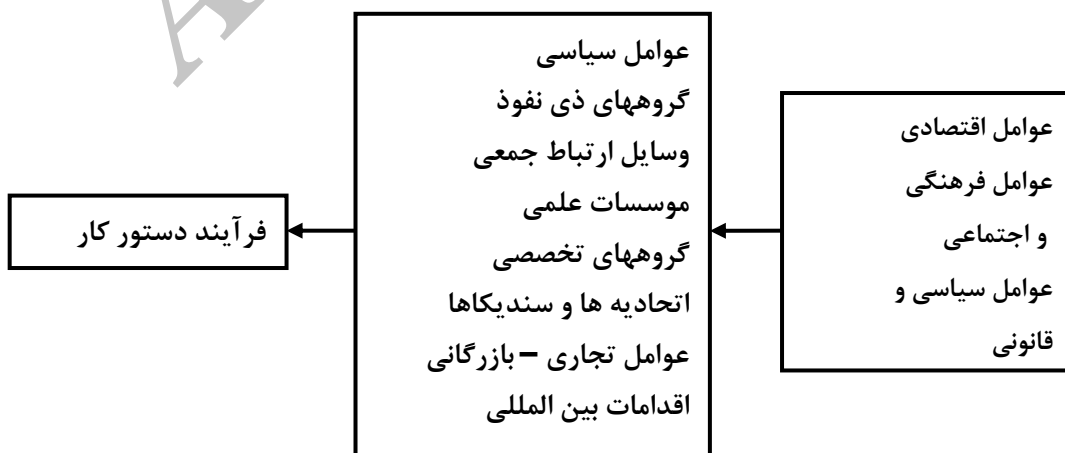 عوامل اقتصادی
عوامل فرهنگی
و اجتماعی
عوامل سیاسی و
قانونی
عوامل سیاسی
گروههای ذی نفوذ
وسایل ارتباط جمعی
موسسات علمی
گروههای تخصصی
اتحادیه ها و سندیکاها
عوامل تجاری – بازرگانی
اقدامات بین المللی
فرآیند دستور کار